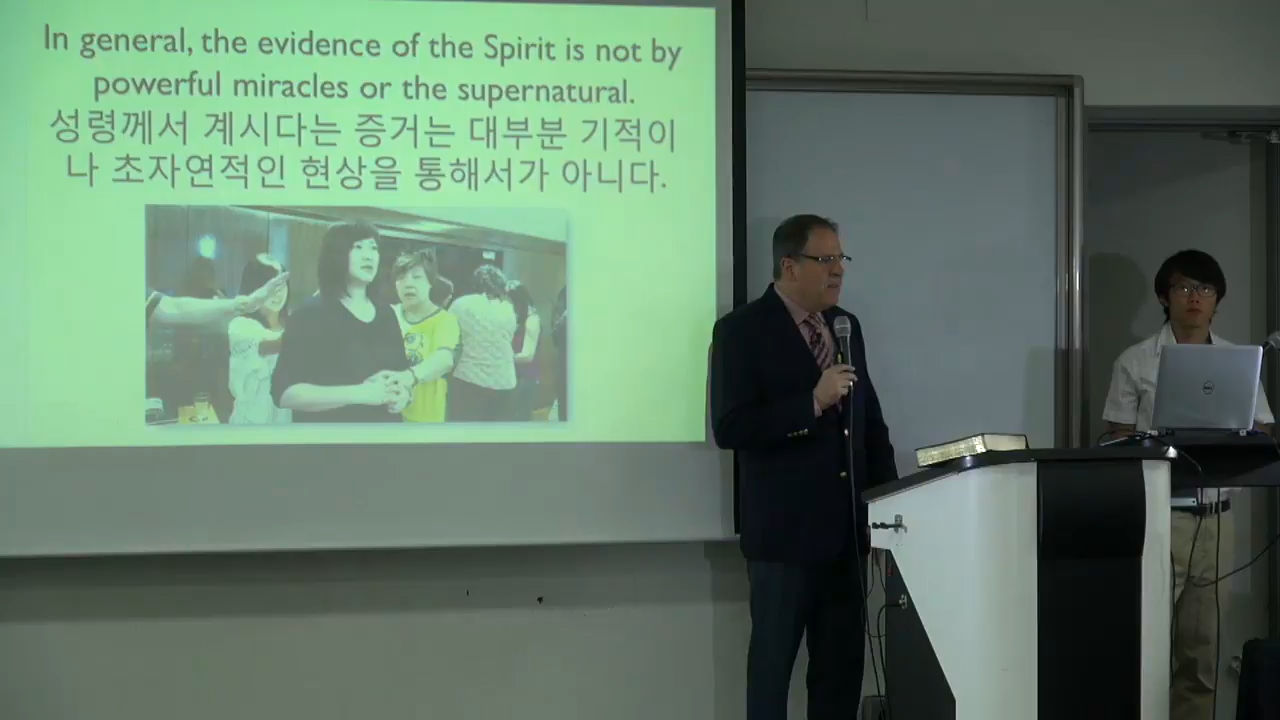 In general, the evidence of the Spirit is not by
powerful miracles or the supernatural.
성령께서 계시다는 증거는 대부분 기적이
나 초자연적인 현상을 통해서가 아니다.
DELL